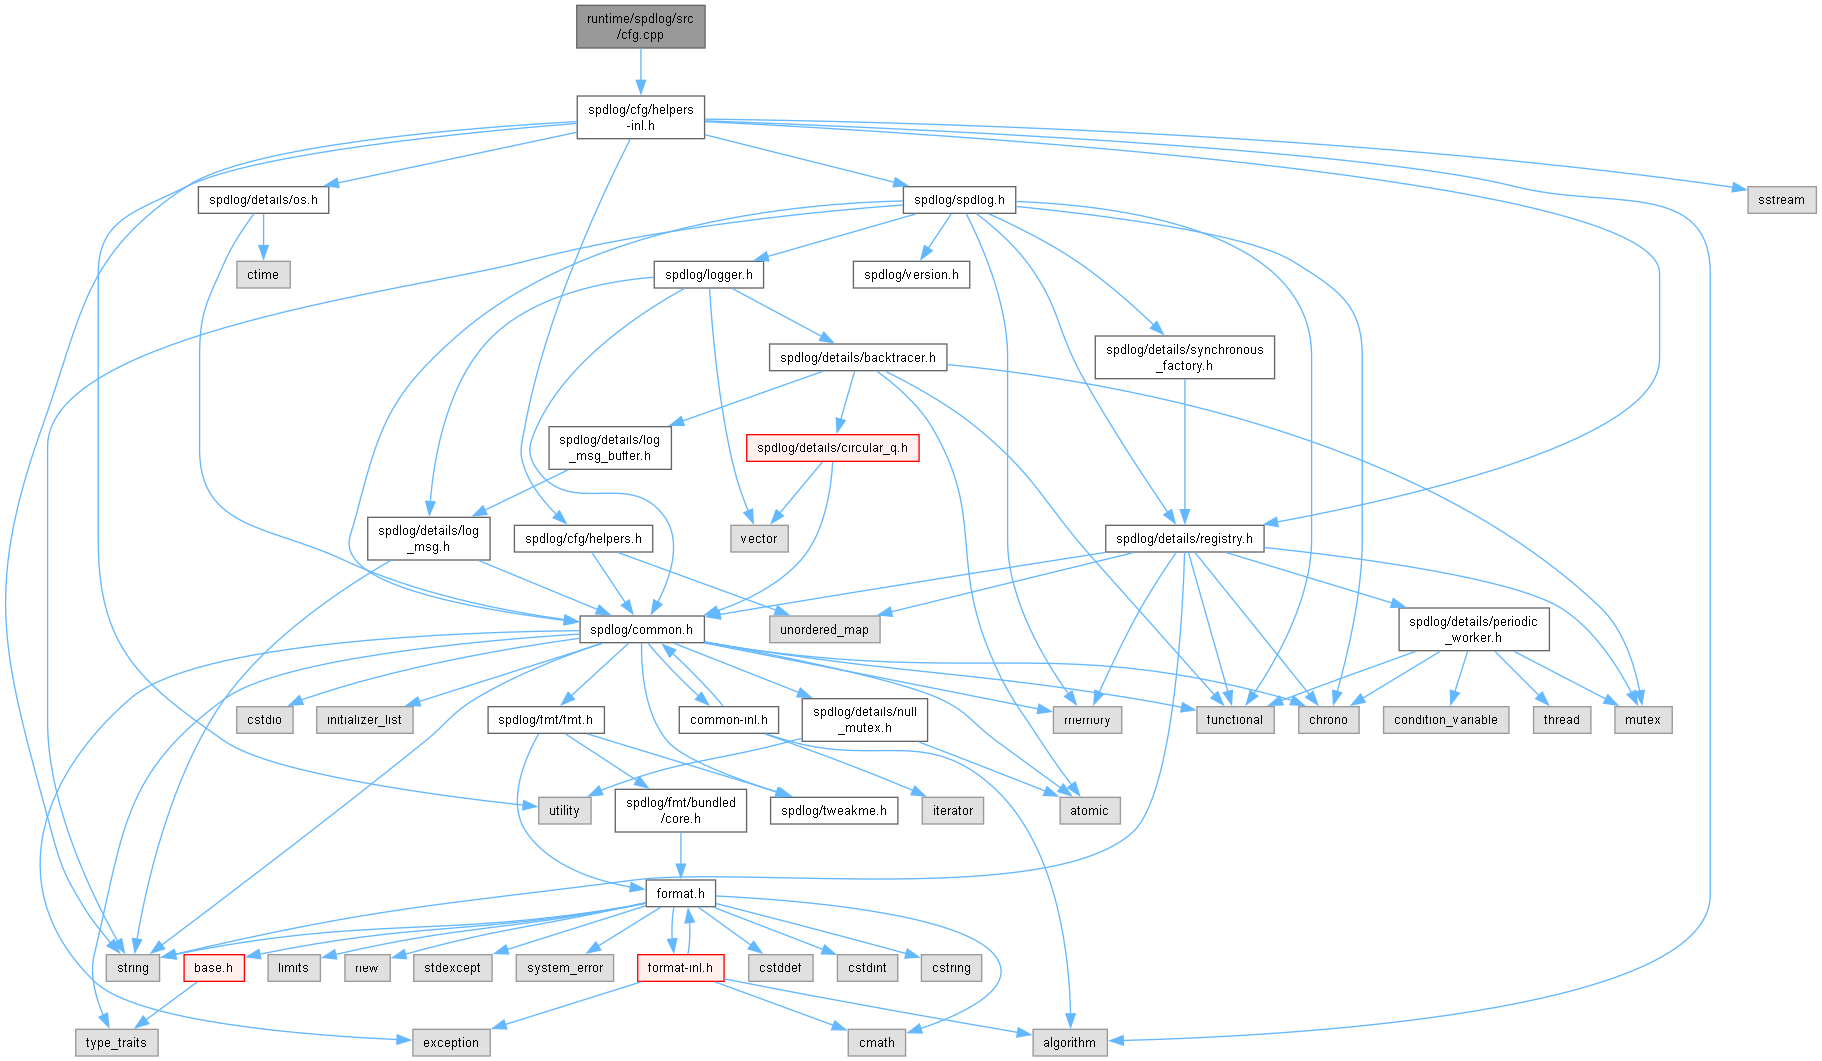 runtime/spdlog/src
/cfg.cpp
spdlog/cfg/helpers
-inl.h
spdlog/details/os.h
spdlog/spdlog.h
sstream
ctime
spdlog/logger.h
spdlog/version.h
spdlog/details/backtracer.h
spdlog/details/synchronous
_factory.h
spdlog/details/log
_msg_buffer.h
spdlog/details/circular_q.h
spdlog/details/log
_msg.h
spdlog/cfg/helpers.h
vector
spdlog/details/registry.h
spdlog/common.h
unordered_map
spdlog/details/periodic
_worker.h
cstdio
initializer_list
spdlog/fmt/fmt.h
common-inl.h
spdlog/details/null
_mutex.h
memory
functional
chrono
condition_variable
thread
mutex
utility
spdlog/fmt/bundled
/core.h
spdlog/tweakme.h
iterator
atomic
format.h
string
base.h
limits
new
stdexcept
system_error
format-inl.h
cstddef
cstdint
cstring
type_traits
exception
cmath
algorithm